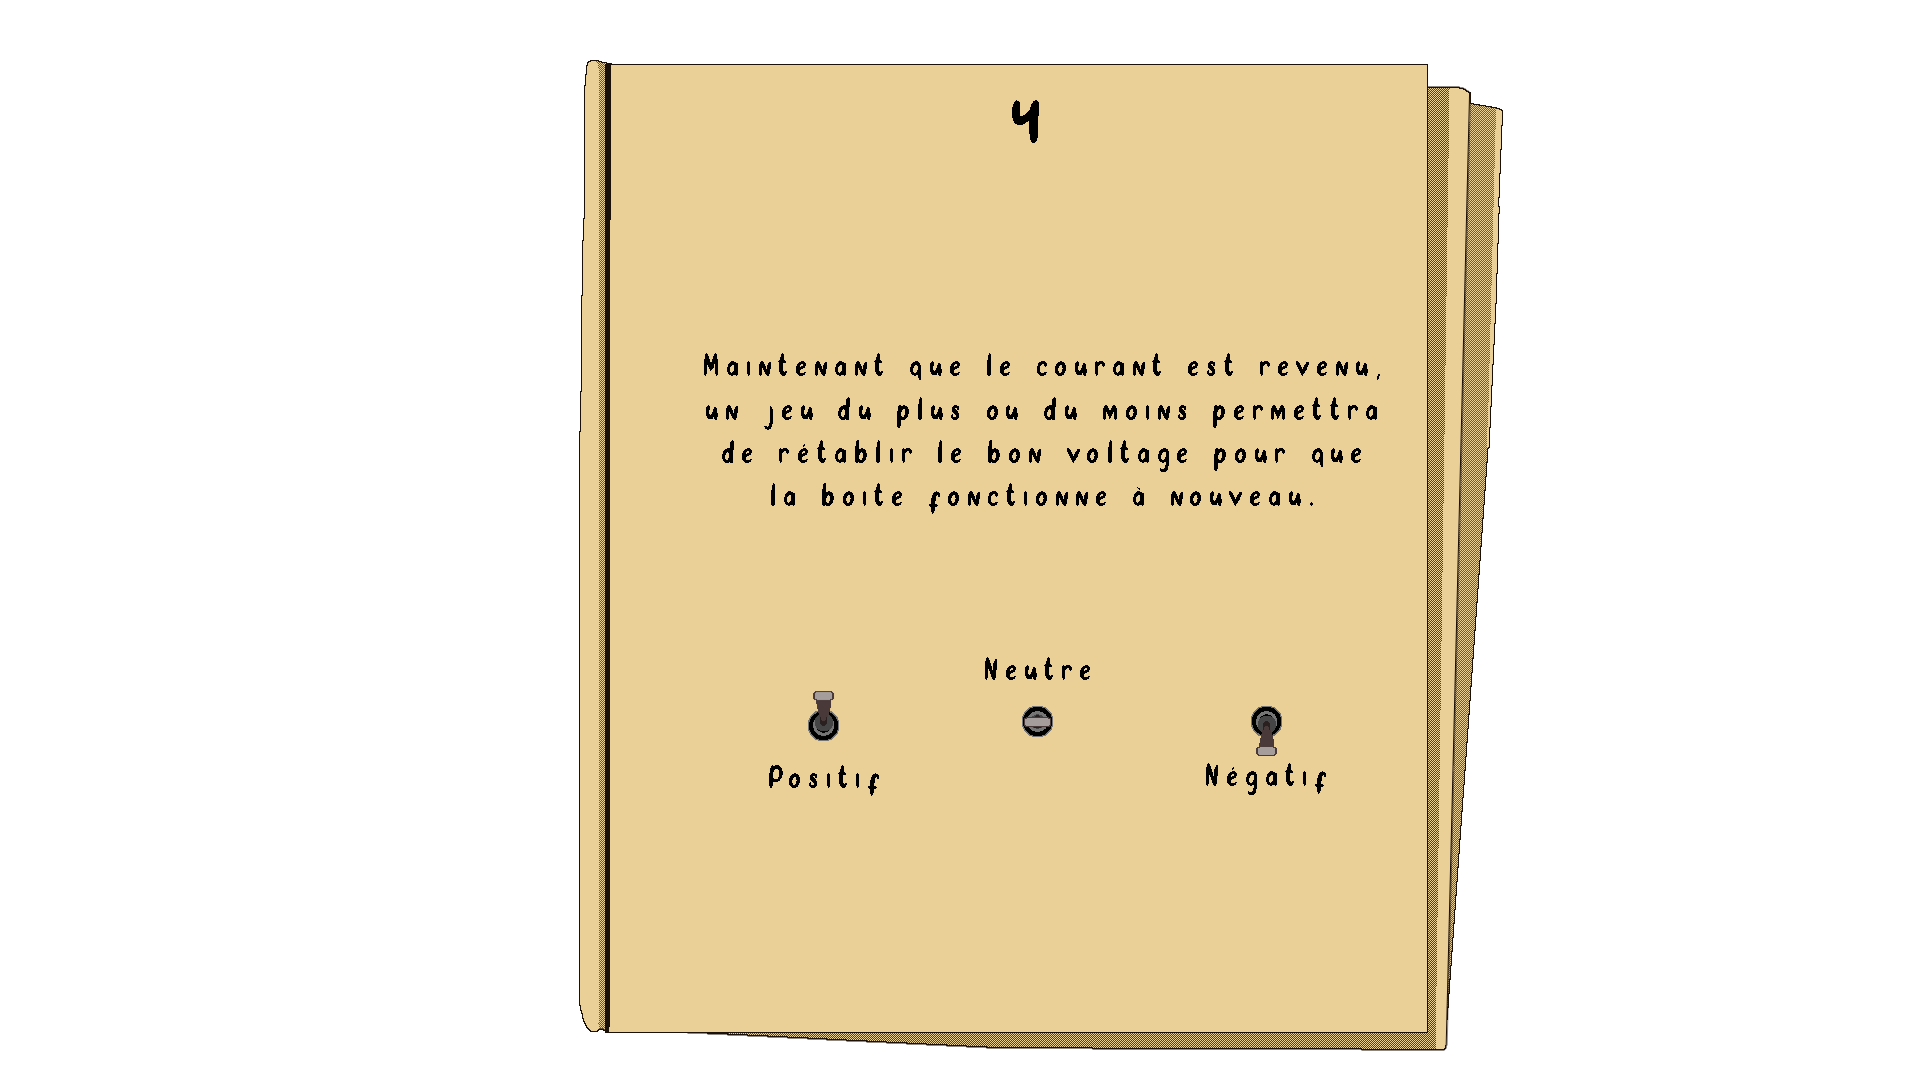 4
Maintenant que le courant est revenu,
un jeu du plus ou du moins permettra
de rétablir le bon voltage pour que
la boite fonctionne à nouveau.
Neutre
Positif
Négatif